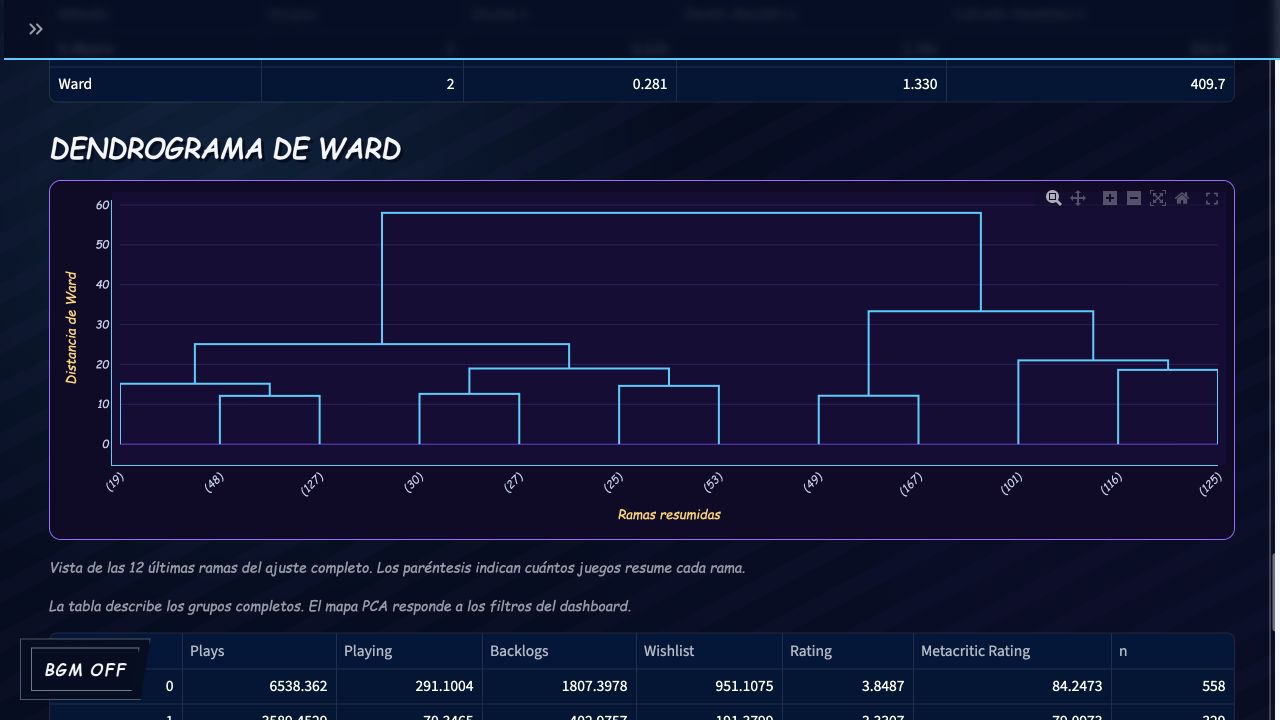 Ward 2 0.281 1.330 409.7
DENDROGRAMA DE WARD
60
50
40
30
20
10
0
Distancia de Ward
(19) (48) (127) (30) (27) (25) (53) (49) (167) (101) (116) (125)
Ramas resumidas
Vista de las 12 últimas ramas del ajuste completo. Los paréntesis indican cuántos juegos resume cada rama.
La tabla describe los grupos completos. El mapa PCA responde a los filtros del dashboard.
Plays Playing Backlogs Wishlist Rating Metacritic Rating n
0 6538.362 291.1004 1807.3978 951.1075 3.8487 84.2473 558
BGM OFF